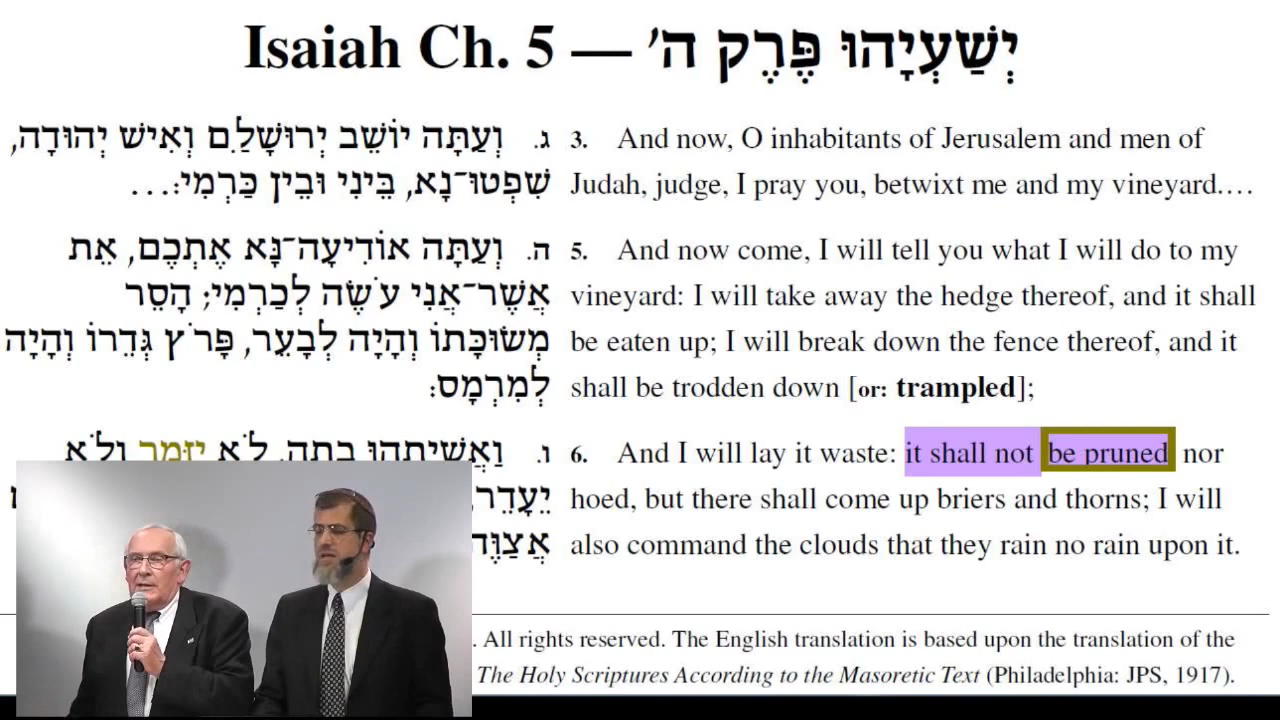 Isaiah Ch. 5 — יְשַׁעְיָהוּ פֶּרֶק ה׳
ג. וְעַתָּה יוֹשֵׁב יְרוּשָׁלִַם וְאִישׁ יְהוּדָה,
שִׁפְטוּ־נָא, בֵּינִי וּבֵין כַּרְמִי׃…
3. And now, O inhabitants of Jerusalem and men of
Judah, judge, I pray you, betwixt me and my vineyard.…
ה. וְעַתָּה אוֹדִיעָה־נָּא אֶתְכֶם, אֵת
אֲשֶׁר־אֲנִי עֹשֶׂה לְכַרְמִי; הָסֵר
מְשׂוּכָּתוֹ וְהָיָה לְבָעֵר, פָּרֹץ גְּדֵרוֹ וְהָיָה
לְמִרְמָס׃
5. And now come, I will tell you what I will do to my
vineyard: I will take away the hedge thereof, and it shall
be eaten up; I will break down the fence thereof, and it
shall be trodden down [or: trampled];
ו. וַאֲשִׁיתֵהוּ בָתָה, לֹא יִזָּמֵר וְלֹא
יֵעָדֵר,
אֲצַוֶּה
6. And I will lay it waste: it shall not be pruned nor
hoed, but there shall come up briers and thorns; I will
also command the clouds that they rain no rain upon it.
. All rights reserved. The English translation is based upon the translation of the
The Holy Scriptures According to the Masoretic Text (Philadelphia: JPS, 1917).